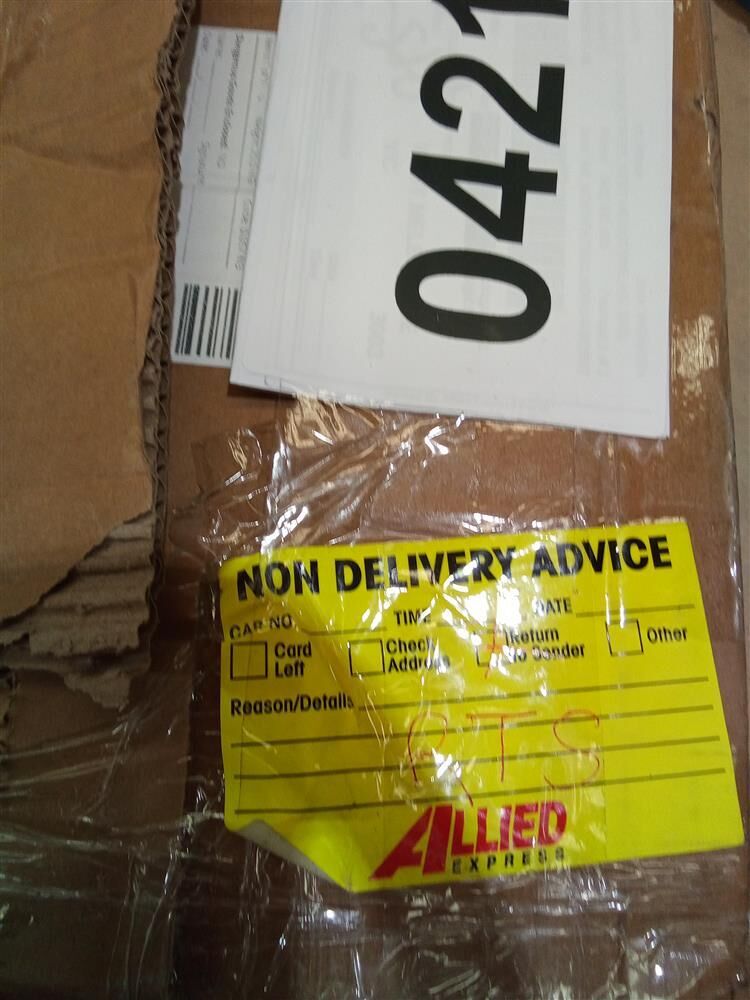 0421
NON DELIVERY ADVICE
CAR NO. TIME DATE
Card Left
Check Address
Return To Sender
Other
Reason/Details
RTS
ALLIED
EXPRESS